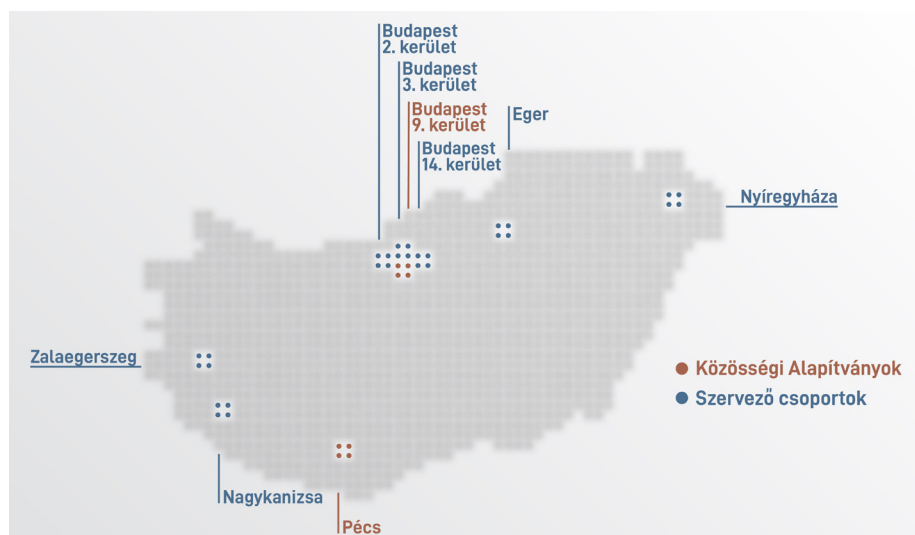 Budapest
2. kerület
Budapest
3. kerület
Budapest
9. kerület
Eger
Budapest
14. kerület
Nyíregyháza
Zalaegerszeg
Közösségi Alapítványok
Szervező csoportok
Nagykanizsa
Pécs